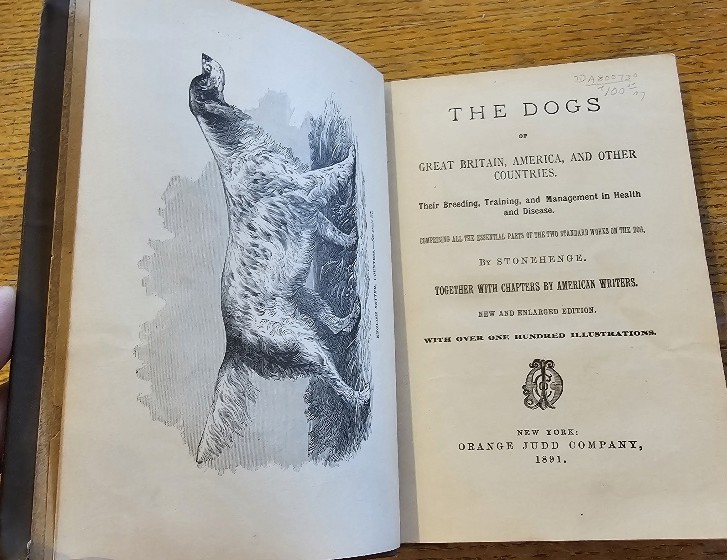 THE DOGS
OF
GREAT BRITAIN, AMERICA, AND OTHER
COUNTRIES.
Their Breeding, Training, and Management in Health
and Disease.
COMPRISING ALL THE ESSENTIAL PARTS OF THE TWO STANDARD WORKS ON THE DOG,
BY STONEHENGE.
TOGETHER WITH CHAPTERS BY AMERICAN WRITERS.
NEW AND ENLARGED EDITION.
WITH OVER ONE HUNDRED ILLUSTRATIONS.
NEW YORK:
ORANGE JUDD COMPANY,
1891.